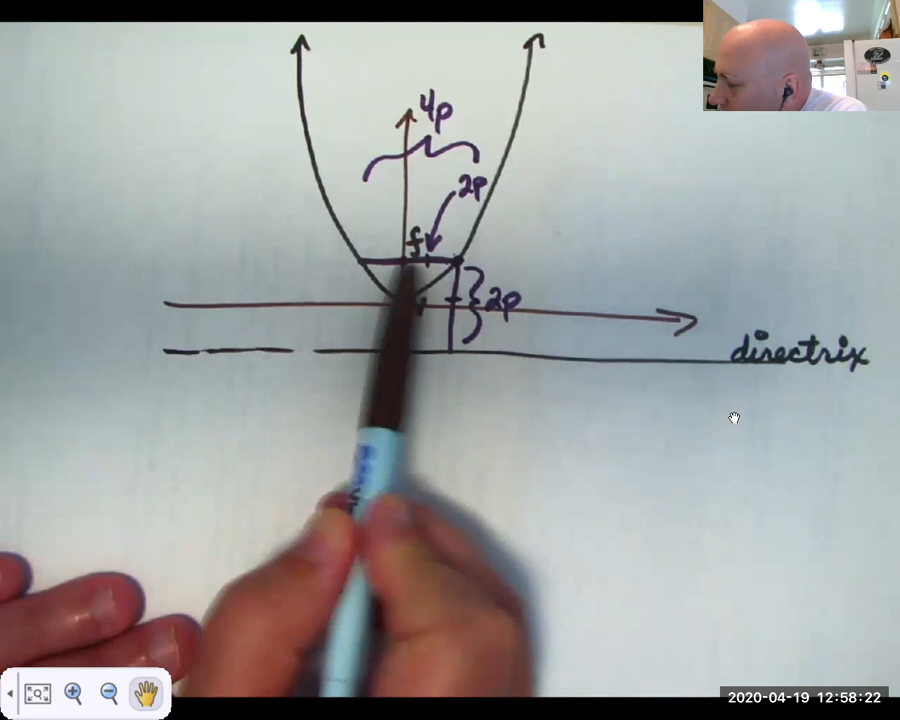 4p
2p
f
2p
directrix
2020-04-19 12:58:22